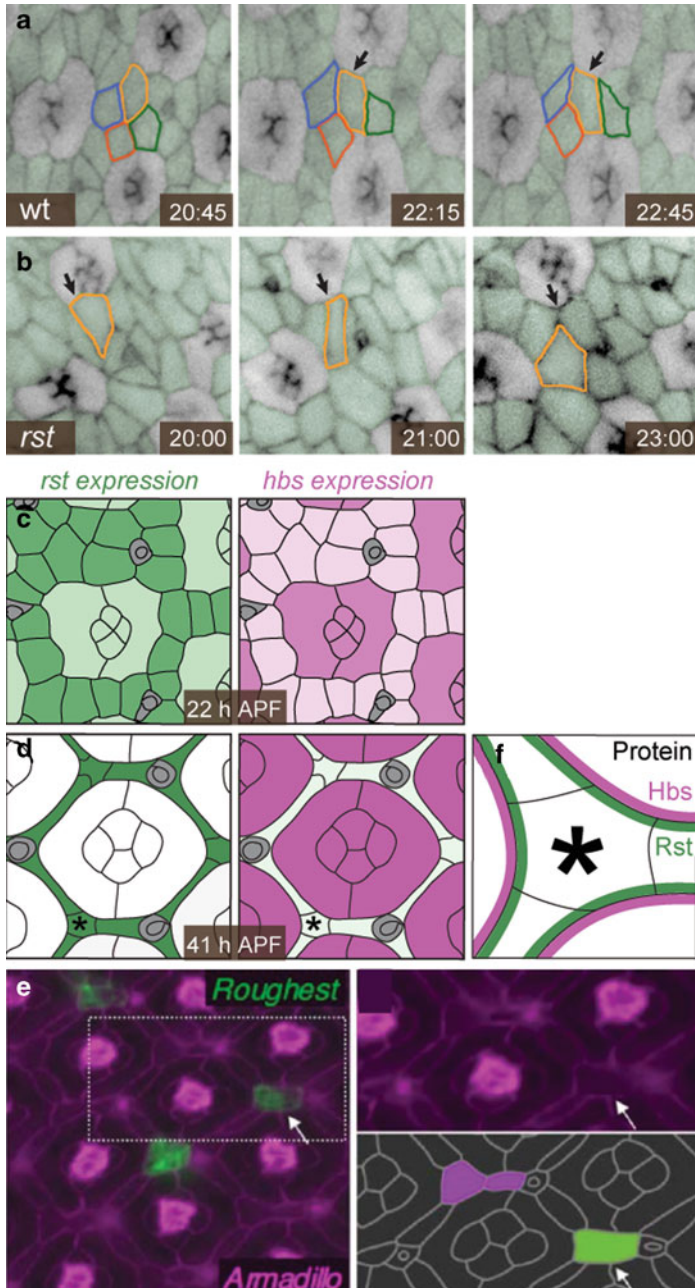 a
wt
20:45
22:15
22:45
b
rst
20:00
21:00
23:00
rst expression
hbs expression
c
22 h APF
d
*
*
41 h APF
f
Protein
Hbs
Rst
*
e
Roughest
Armadillo